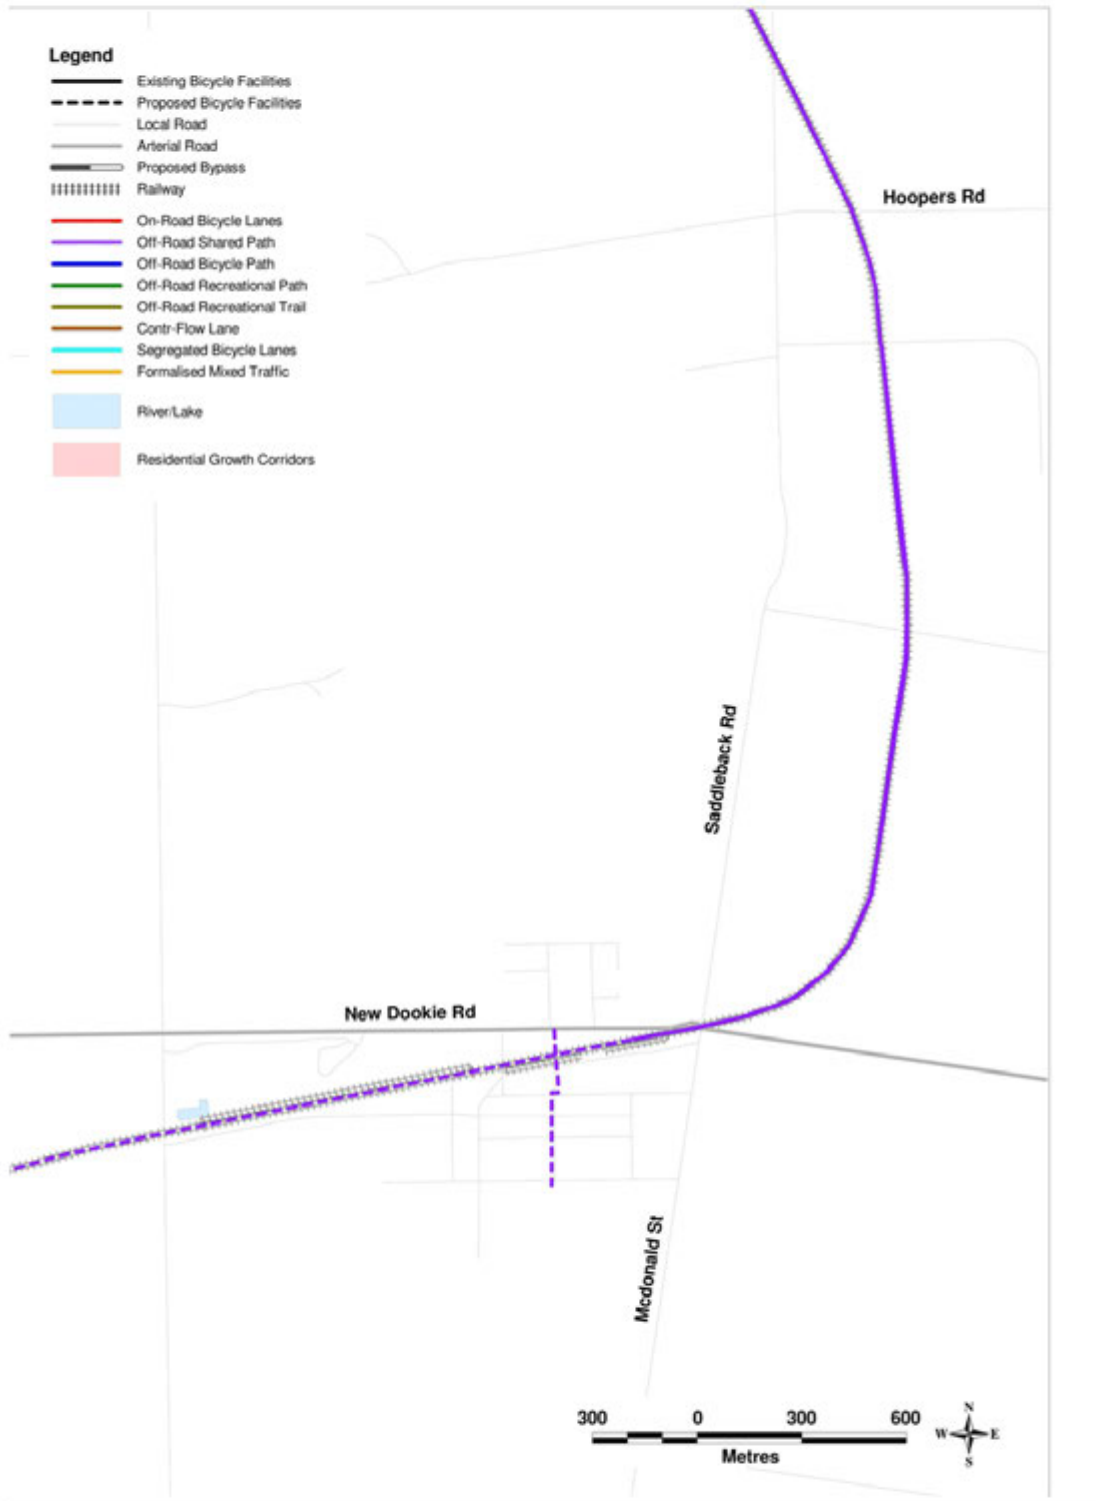 Legend
Existing Bicycle Facilities
Proposed Bicycle Facilities
Local Road
Arterial Road
Proposed Bypass
Railway
On-Road Bicycle Lanes
Off-Road Shared Path
Off-Road Bicycle Path
Off-Road Recreational Path
Off-Road Recreational Trail
Contr-Flow Lane
Segregated Bicycle Lanes
Formalised Mixed Traffic
River/Lake
Residential Growth Corridors
Hoopers Rd
Saddleback Rd
New Dookie Rd
Mcdonald St
300 0 300 600
Metres
N
W E
S